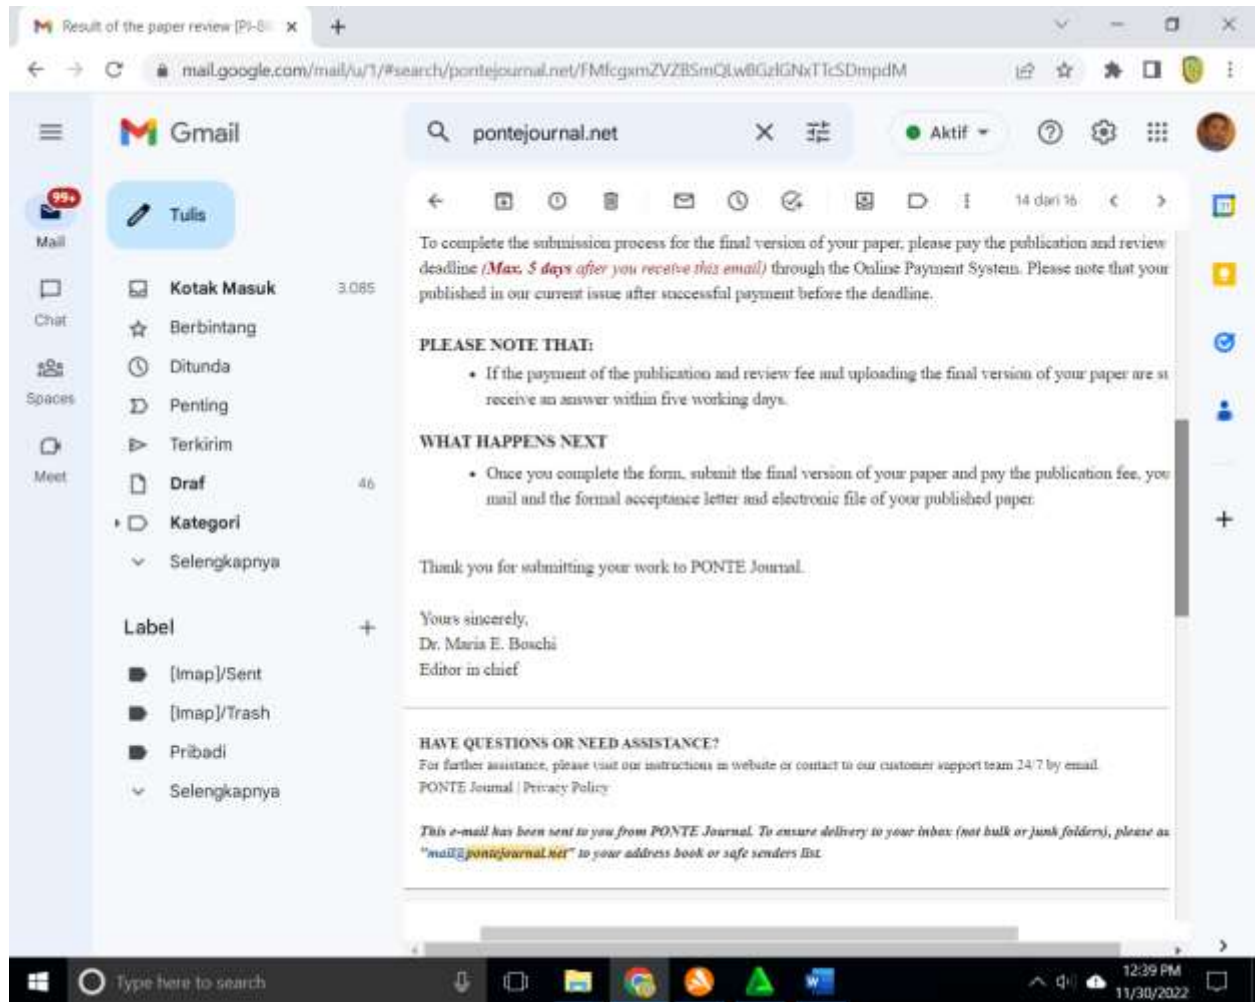 Result of the paper review (PJ-8
mail.google.com/mail/u/1/#search/pontejournal.net/FMfcgxmZVZBSmQLwBGzlGNxTTcSDmpdM
Gmail
pontejournal.net
Aktif
99+
Mail
Chat
Spaces
Meet
Tulis
Kotak Masuk 3.085
Berbintang
Ditunda
Penting
Terkirim
Draf 46
Kategori
Selengkapnya
Label
[Imap]/Sent
[Imap]/Trash
Pribadi
Selengkapnya
14 dari 16
To complete the submission process for the final version of your paper, please pay the publication and review
deadline (Max. 5 days after you receive this email) through the Online Payment System. Please note that your
published in our current issue after successful payment before the deadline.
PLEASE NOTE THAT:
• If the payment of the publication and review fee and uploading the final version of your paper are
receive an answer within five working days.
WHAT HAPPENS NEXT
• Once you complete the form, submit the final version of your paper and pay the publication fee, you
mail and the formal acceptance letter and electronic file of your published paper.
Thank you for submitting your work to PONTE Journal.
Yours sincerely,
Dr. Maria E. Boschi
Editor in chief
HAVE QUESTIONS OR NEED ASSISTANCE?
For further assistance, please visit our instructions in website or contact to our customer support team 24/7 by email.
PONTE Journal | Privacy Policy
This e-mail has been sent to you from PONTE Journal. To ensure delivery to your inbox (not bulk or junk folders), please
"mail@pontejournal.net" to your address book or safe senders list.
Type here to search
12:39 PM
11/30/2022